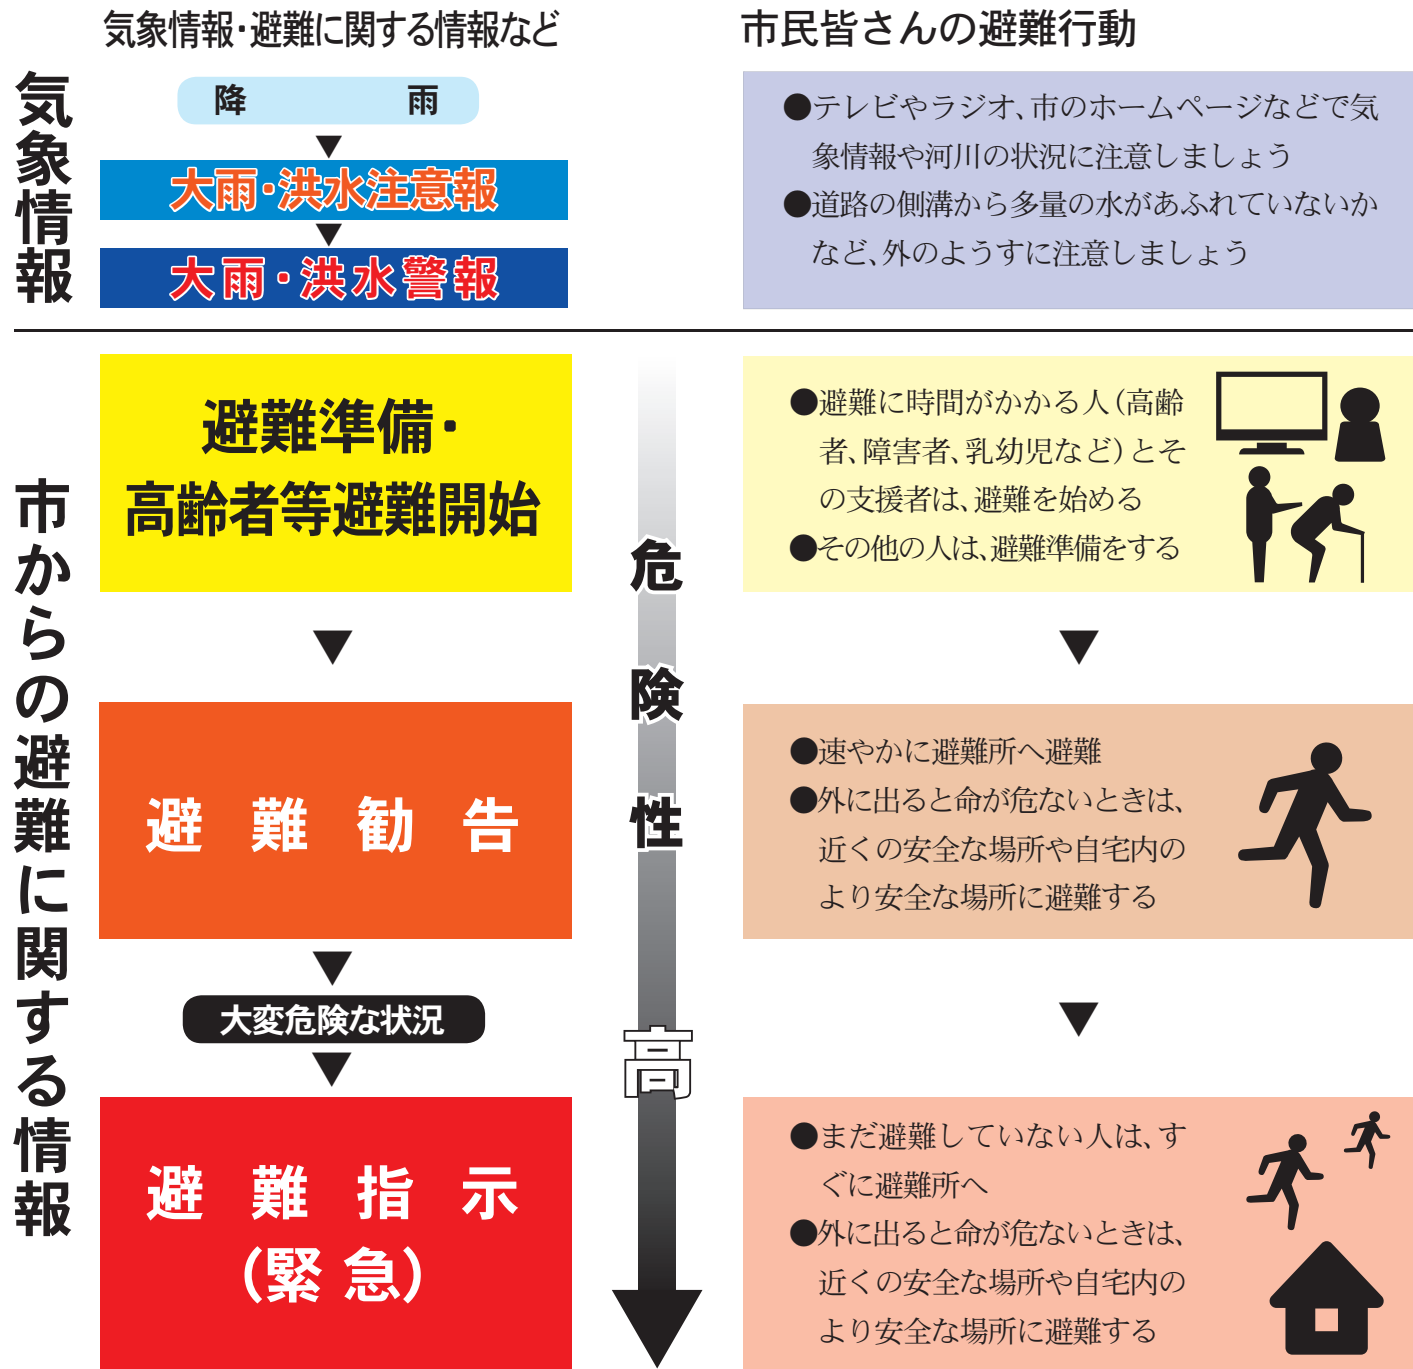 気象情報・避難に関する情報など
市民皆さんの避難行動
気象情報
降 雨
大雨・洪水注意報
大雨・洪水警報
●テレビやラジオ、市のホームページなどで気
象情報や河川の状況に注意しましょう
●道路の側溝から多量の水があふれていないか
など、外のようすに注意しましょう
市からの避難に関する情報
避難準備・
高齢者等避難開始
避難勧告
大変危険な状況
避難指示
(緊急)
危険性
高
●避難に時間がかかる人(高齢
者、障害者、乳幼児など)とそ
の支援者は、避難を始める
●その他の人は、避難準備をする
●速やかに避難所へ避難
●外に出ると命が危ないときは、
近くの安全な場所や自宅内の
より安全な場所に避難する
●まだ避難していない人は、す
ぐに避難所へ
●外に出ると命が危ないときは、
近くの安全な場所や自宅内の
より安全な場所に避難する